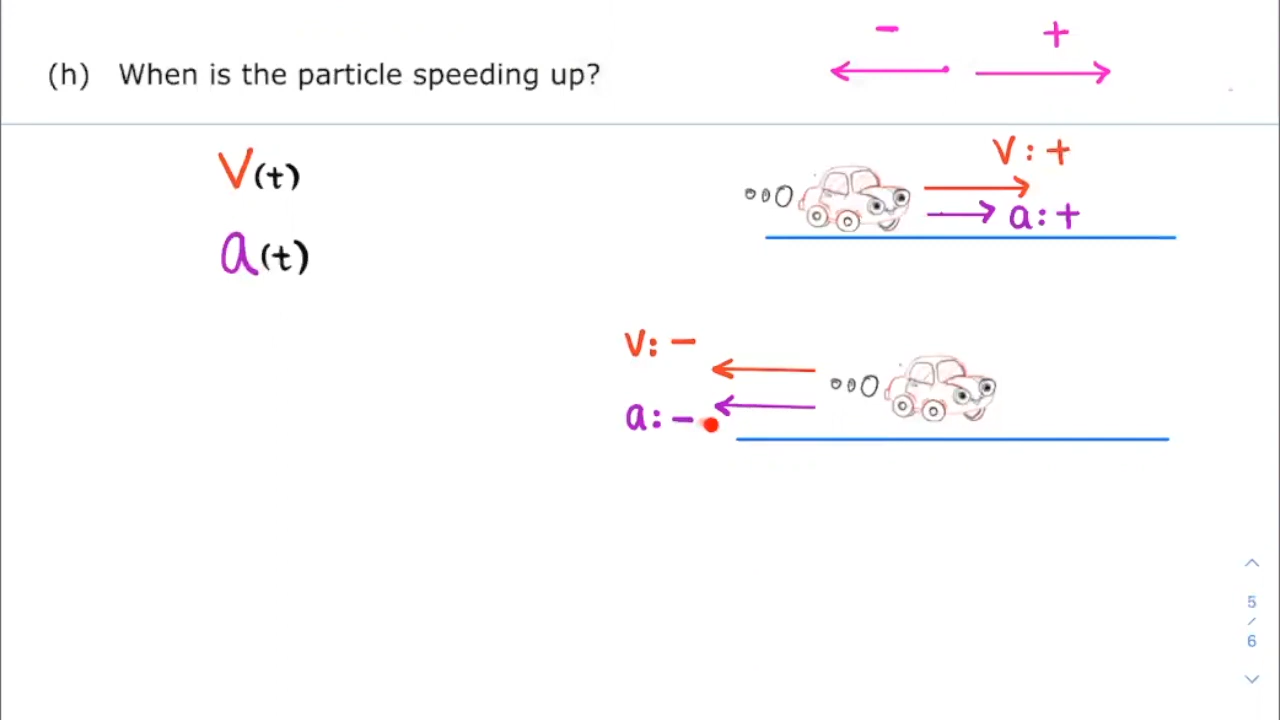 (h) When is the particle speeding up?
- +
V(t)
a(t)
V: +
a: +
V: -
a: -
5
/
6